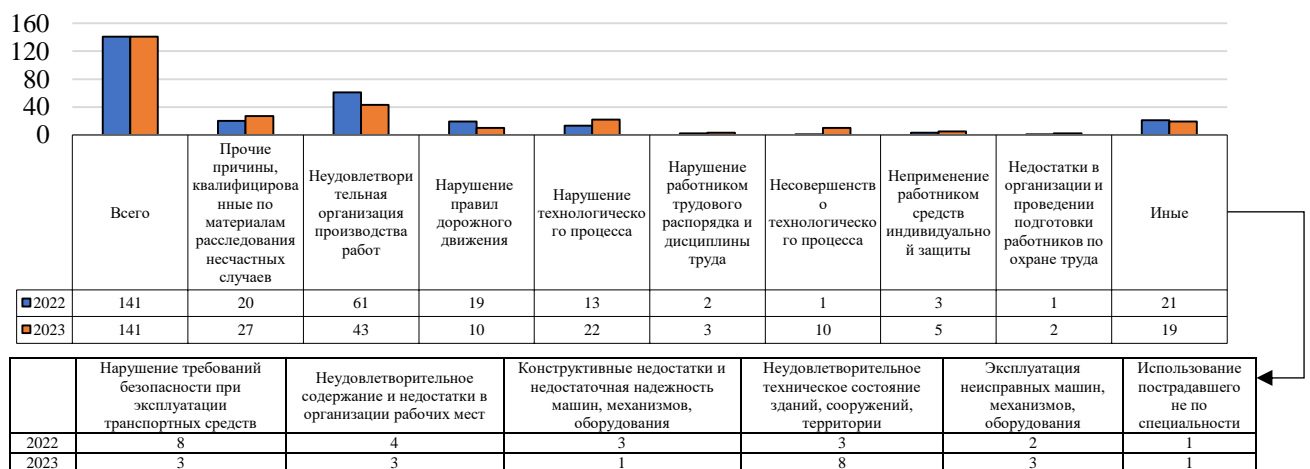 160
120
80
40
0
Всего
Прочие
причины,
квалифицирова
нные по
материалам
расследования
несчастных
случаев
Неудовлетвори
тельная
организация
производства
работ
Нарушение
правил
дорожного
движения
Нарушение
технологическо
го процесса
Нарушение
работником
трудового
распорядка и
дисциплины
труда
Несовершенств
о
технологическо
го процесса
Неприменение
работником
средств
индивидуально
й защиты
Недостатки в
организации и
проведении
подготовки
работников по
охране труда
Иные
2022 141 20 61 19 13 2 1 3 1 21
2023 141 27 43 10 22 3 10 5 2 19
Нарушение требований
безопасности при
эксплуатации
транспортных средств
Неудовлетворительное
содержание и недостатки в
организации рабочих мест
Конструктивные недостатки и
недостаточная надежность
машин, механизмов,
оборудования
Неудовлетворительное
техническое состояние
зданий, сооружений,
территории
Эксплуатация
неисправных машин,
механизмов,
оборудования
Использование
пострадавшего
не по
специальности
2022 8 4 3 3 2 1
2023 3 3 1 8 3 1